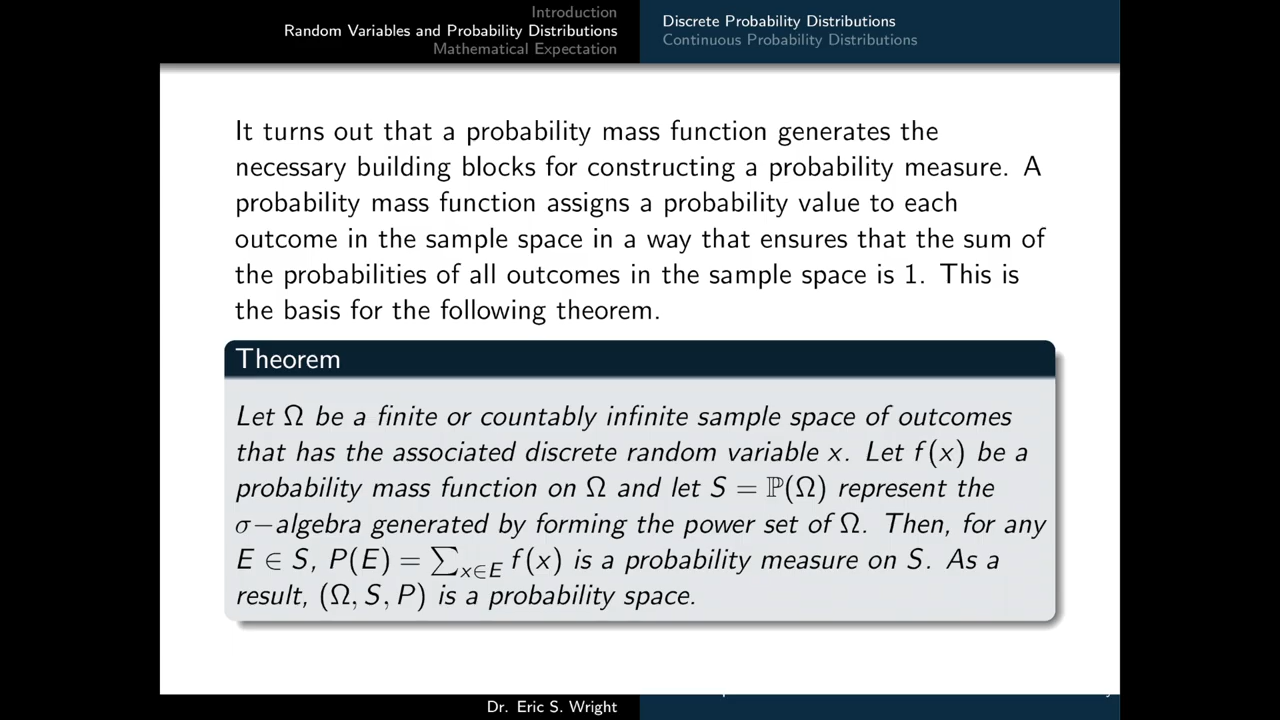 Introduction
Random Variables and Probability Distributions
Mathematical Expectation
Discrete Probability Distributions
Continuous Probability Distributions
It turns out that a probability mass function generates the
necessary building blocks for constructing a probability measure. A
probability mass function assigns a probability value to each
outcome in the sample space in a way that ensures that the sum of
the probabilities of all outcomes in the sample space is 1. This is
the basis for the following theorem.
Theorem
Let Ω be a finite or countably infinite sample space of outcomes
that has the associated discrete random variable x. Let f(x) be a
probability mass function on Ω and let S = ℙ(Ω) represent the
σ−algebra generated by forming the power set of Ω. Then, for any
E ∈ S, P(E) = ∑x∈E f(x) is a probability measure on S. As a
result, (Ω, S, P) is a probability space.
Dr. Eric S. Wright